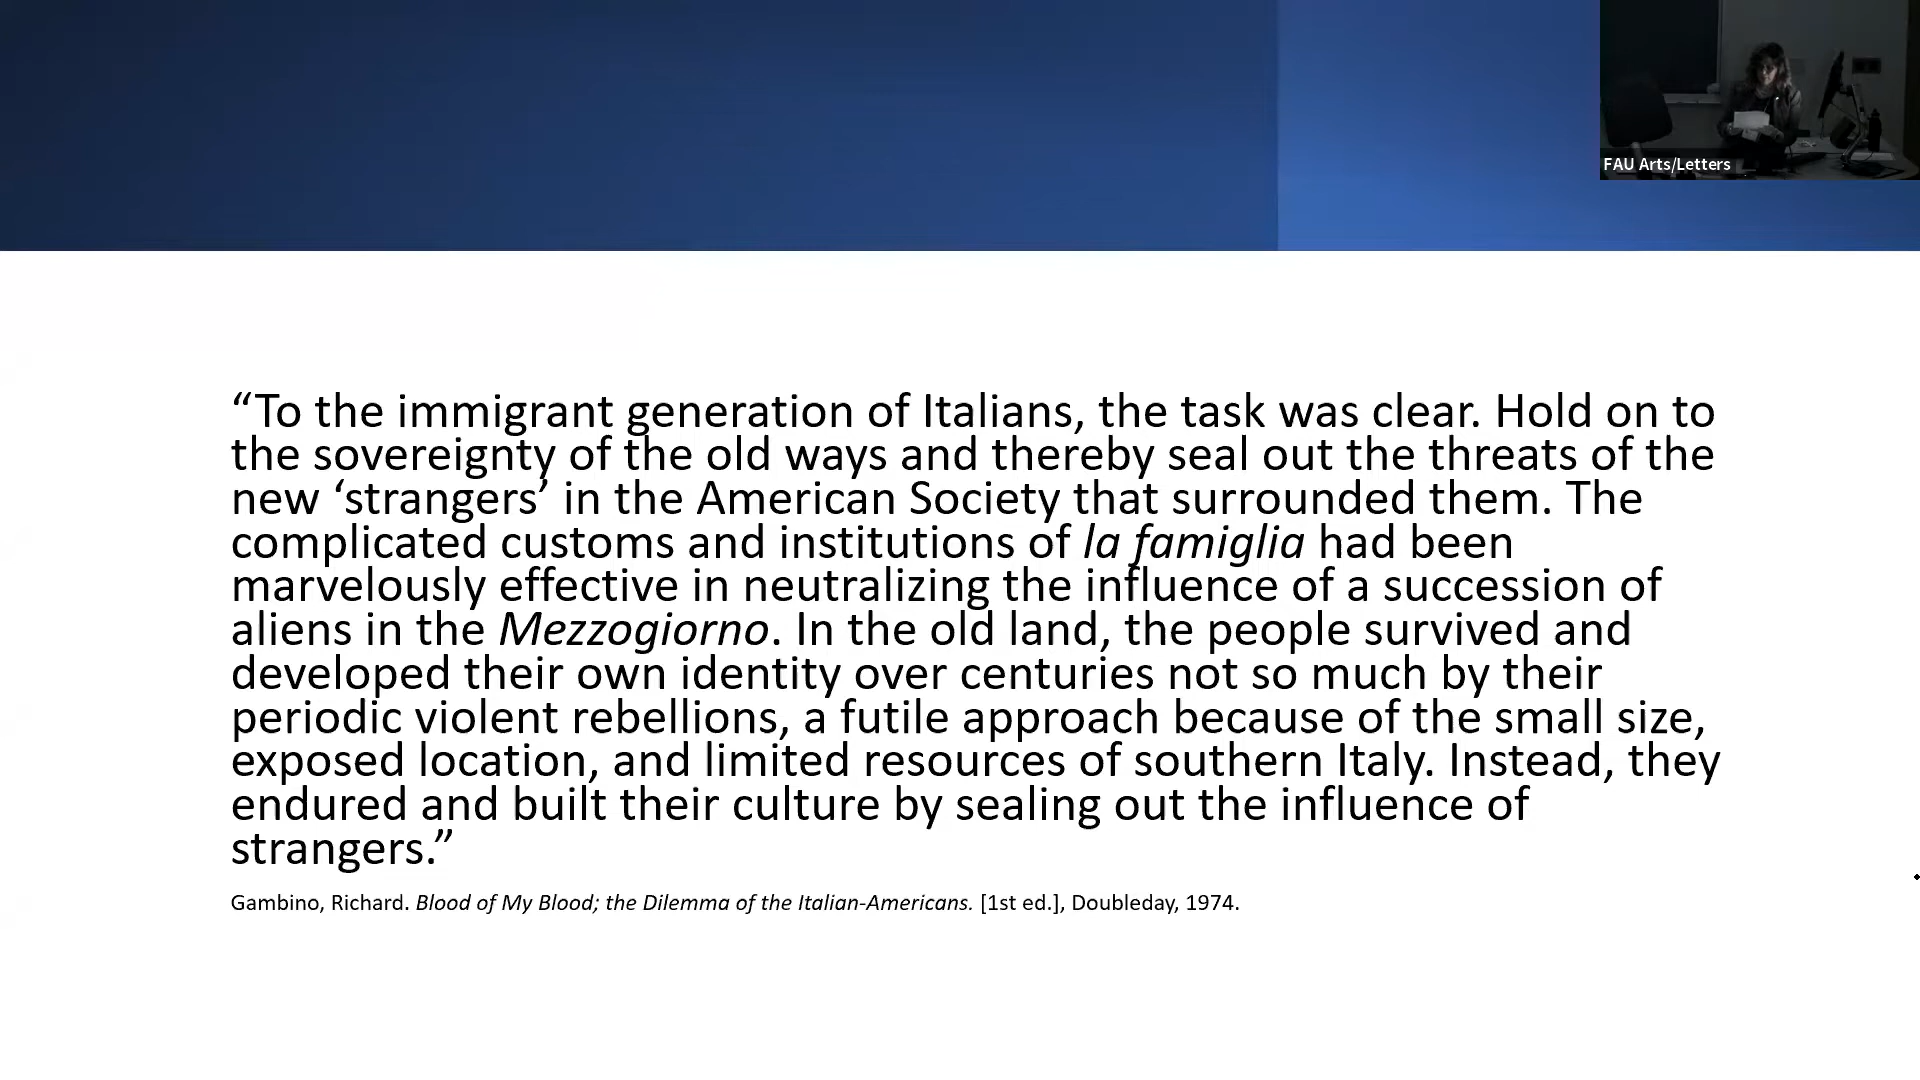 FAU Arts/Letters
“To the immigrant generation of Italians, the task was clear. Hold on to
the sovereignty of the old ways and thereby seal out the threats of the
new ‘strangers’ in the American Society that surrounded them. The
complicated customs and institutions of la famiglia had been
marvelously effective in neutralizing the influence of a succession of
aliens in the Mezzogiorno. In the old land, the people survived and
developed their own identity over centuries not so much by their
periodic violent rebellions, a futile approach because of the small size,
exposed location, and limited resources of southern Italy. Instead, they
endured and built their culture by sealing out the influence of
strangers.”
Gambino, Richard. Blood of My Blood; the Dilemma of the Italian-Americans. [1st ed.], Doubleday, 1974.